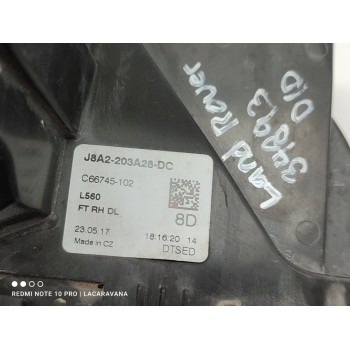 Land Rover
34893
D/D
J8A2-203A28-DC
C66745-102
L560
FT RH DL
8D
23.05.17
18:16:20 14
Made in CZ
DTSED
REDMI NOTE 10 PRO | LACARAVANA